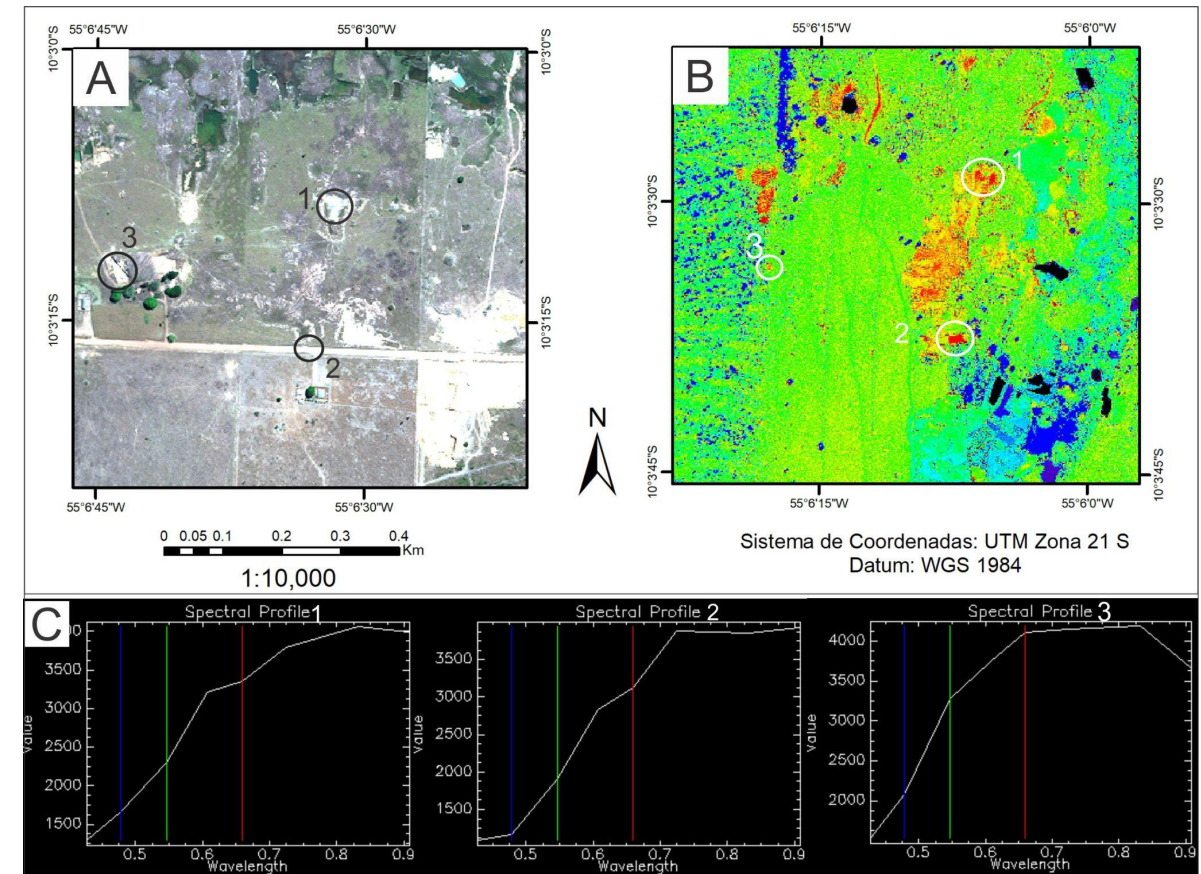 55°6'45"W
55°6'30"W
55°6'15"W
55°6'0"W
10°3'0"S
10°3'0"S
A
B
1
3
2
1
3
2
10°3'15"S
10°3'15"S
10°3'30"S
10°3'30"S
10°3'45"S
10°3'45"S
55°6'45"W
55°6'30"W
55°6'15"W
55°6'0"W
N
0 0.05 0.1 0.2 0.3 0.4
Km
1:10,000
Sistema de Coordenadas: UTM Zona 21 S
Datum: WGS 1984
C
Spectral Profile 1
Value
4000
3500
3000
2500
2000
1500
0.5 0.6 0.7 0.8 0.9
Wavelength
Spectral Profile 2
Value
3500
3000
2500
2000
1500
0.5 0.6 0.7 0.8 0.9
Wavelength
Spectral Profile 3
Value
4000
3500
3000
2500
2000
0.5 0.6 0.7 0.8 0.9
Wavelength